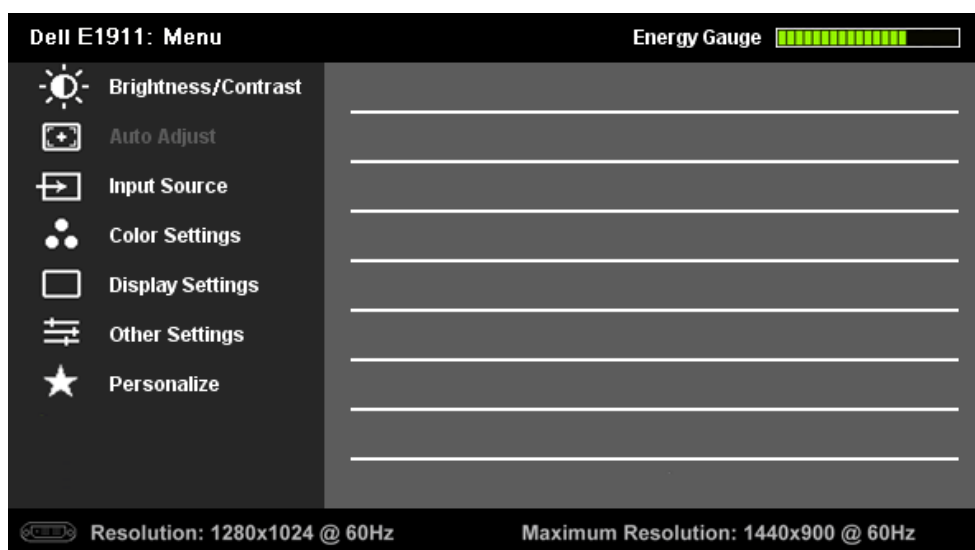 Dell E1911: Menu
Energy Gauge
Brightness/Contrast
Auto Adjust
Input Source
Color Settings
Display Settings
Other Settings
Personalize
Resolution: 1280x1024 @ 60Hz
Maximum Resolution: 1440x900 @ 60Hz